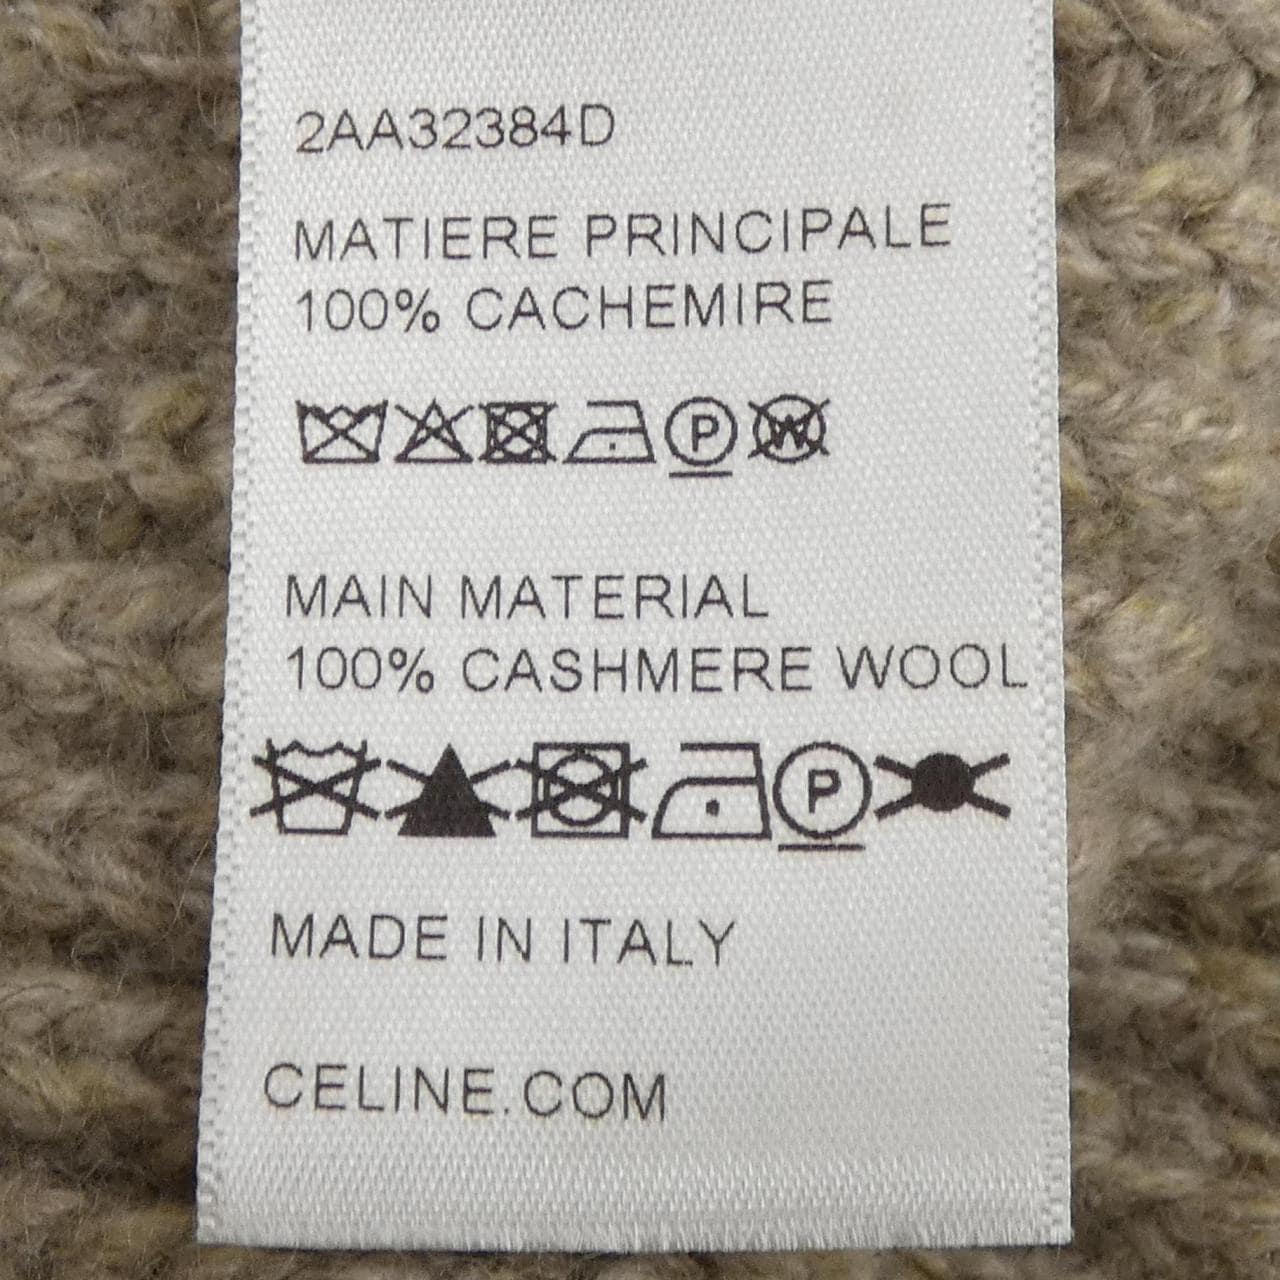 2AA32384D
MATIERE PRINCIPALE
100% CACHEMIRE
P W
MAIN MATERIAL
100% CASHMERE WOOL
P
MADE IN ITALY
CELINE.COM